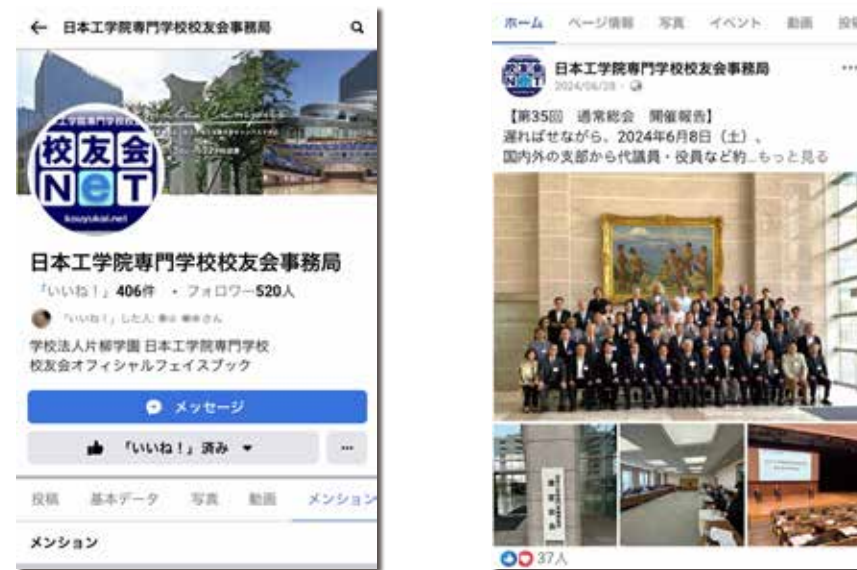 日本工学院専門学校校友会事務局
校友会
NeT
kouyukai.net
日本工学院専門学校校友会事務局
「いいね！」406件 ・ フォロワー520人
「いいね！」した人:
学校法人片柳学園 日本工学院専門学校
校友会オフィシャルフェイスブック
メッセージ
「いいね！」済み
投稿 基本データ 写真 動画 メンション
メンション
ホーム ページ情報 写真 イベント 動画
日本工学院専門学校校友会事務局
2024/06/28
【第35回 通常総会 開催報告】
遅ればせながら、2024年6月8日（土）、
国内外の支部から代議員・役員など約…もっと見る
37人